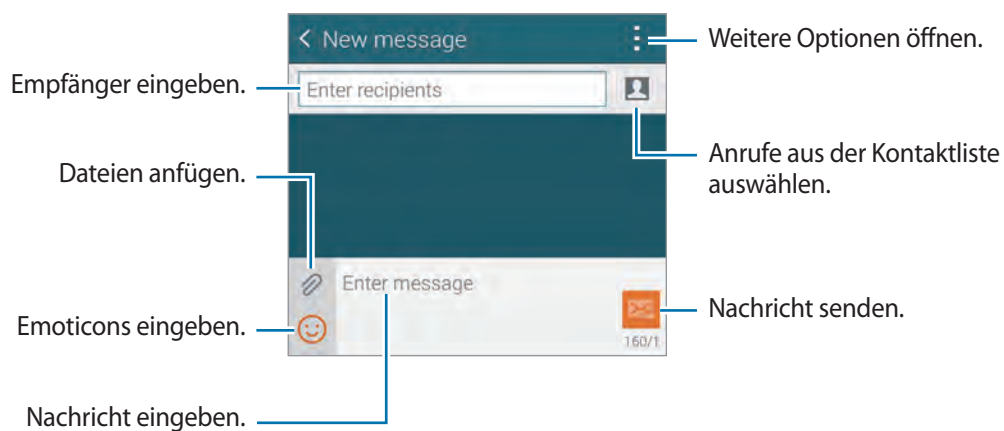 New message
Weitere Optionen öffnen.
Empfänger eingeben.
Enter recipients
Anrufe aus der Kontaktliste
auswählen.
Dateien anfügen.
Enter message
Nachricht senden.
Emoticons eingeben.
160/1
Nachricht eingeben.